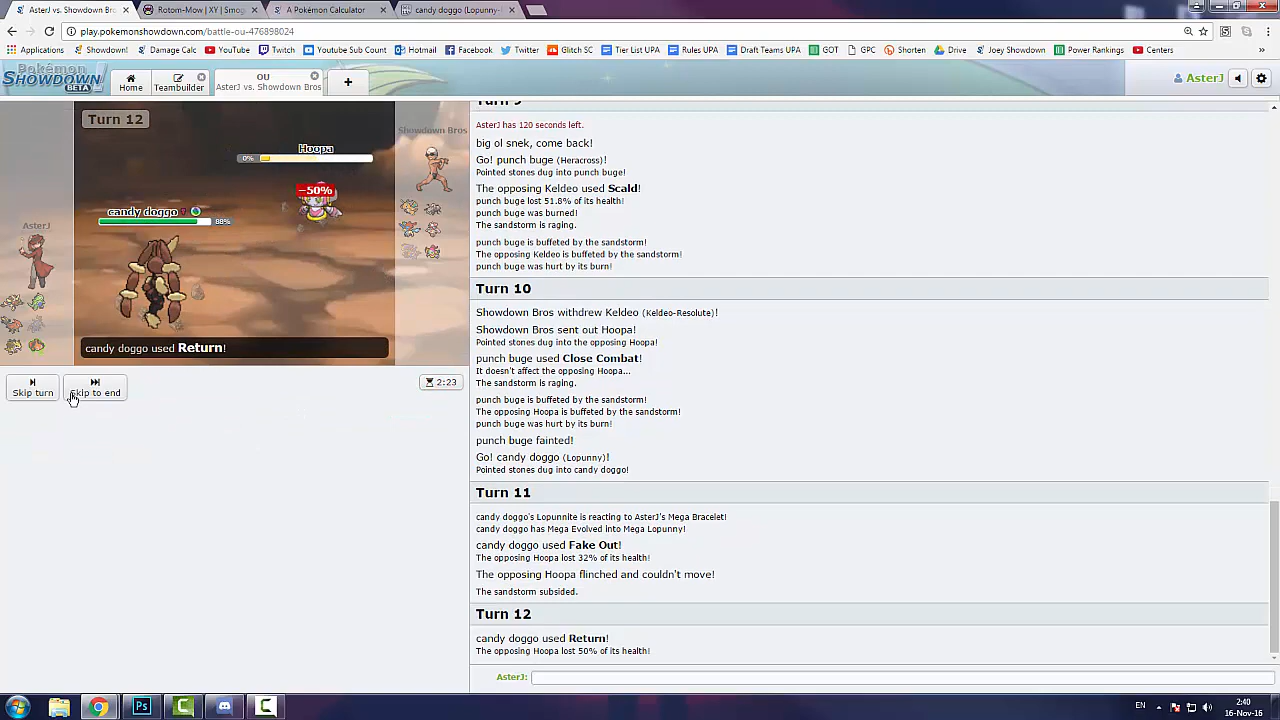 AsterJ vs. Showdown Bro
Rotom-Mow | XY | Smog
A Pokémon Calculator
candy doggo (Lopunny-
play.pokemonshowdown.com/battle-ou-476898024
Applications
Showdown!
Damage Calc
YouTube
Youtube Sub Count
Hotmail
Facebook
Twitter
Glitch SC
Tier List UPA
Rules UPA
Draft Teams UPA
GOT
GPC
Shorten
Drive
Joey Showdown
Power Rankings
Centers
Pokémon
Showdown!
BETA
Home
Teambuilder
OU
AsterJ vs. Showdown Bros
AsterJ
Turn 12
Showdown Bros
Hoopa
0%
−50%
candy doggo
88%
AsterJ
candy doggo used Return!
Skip turn
Skip to end
2:23
Turn 9
AsterJ has 120 seconds left.
big ol snek, come back!
Go! punch buge (Heracross)!
Pointed stones dug into punch buge!
The opposing Keldeo used Scald!
punch buge lost 51.8% of its health!
punch buge was burned!
The sandstorm is raging.
punch buge is buffeted by the sandstorm!
The opposing Keldeo is buffeted by the sandstorm!
punch buge was hurt by its burn!
Turn 10
Showdown Bros withdrew Keldeo (Keldeo-Resolute)!
Showdown Bros sent out Hoopa!
Pointed stones dug into the opposing Hoopa!
punch buge used Close Combat!
It doesn't affect the opposing Hoopa...
The sandstorm is raging.
punch buge is buffeted by the sandstorm!
The opposing Hoopa is buffeted by the sandstorm!
punch buge was hurt by its burn!
punch buge fainted!
Go! candy doggo (Lopunny)!
Pointed stones dug into candy doggo!
Turn 11
candy doggo's Lopunnite is reacting to AsterJ's Mega Bracelet!
candy doggo has Mega Evolved into Mega Lopunny!
candy doggo used Fake Out!
The opposing Hoopa lost 32% of its health!
The opposing Hoopa flinched and couldn't move!
The sandstorm subsided.
Turn 12
candy doggo used Return!
The opposing Hoopa lost 50% of its health!
AsterJ:
Ps
EN
2:40
16-Nov-16